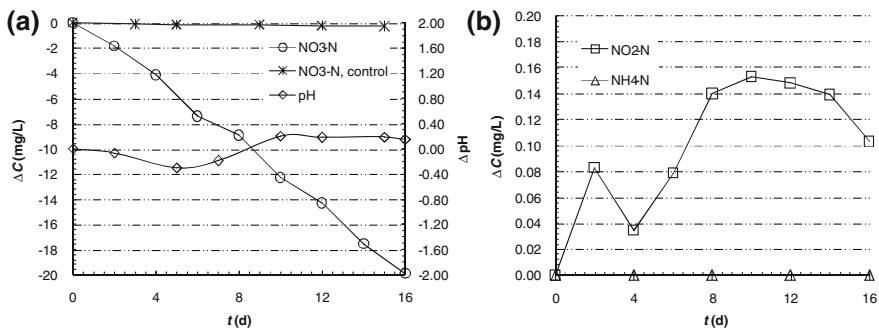 (a)
0
-2
-4
-6
-8
-10
-12
-14
-16
-18
-20
ΔC (mg/L)
NO3-N
NO3-N, control
pH
2.00
1.60
1.20
0.80
0.40
0.00
-0.40
-0.80
-1.20
-1.60
-2.00
ΔpH
0 4 8 12 16
t (d)
(b)
0.20
0.18
0.16
0.14
0.12
0.10
0.08
0.06
0.04
0.02
0.00
ΔC (mg/L)
NO2-N
NH4-N
0 4 8 12 16
t (d)